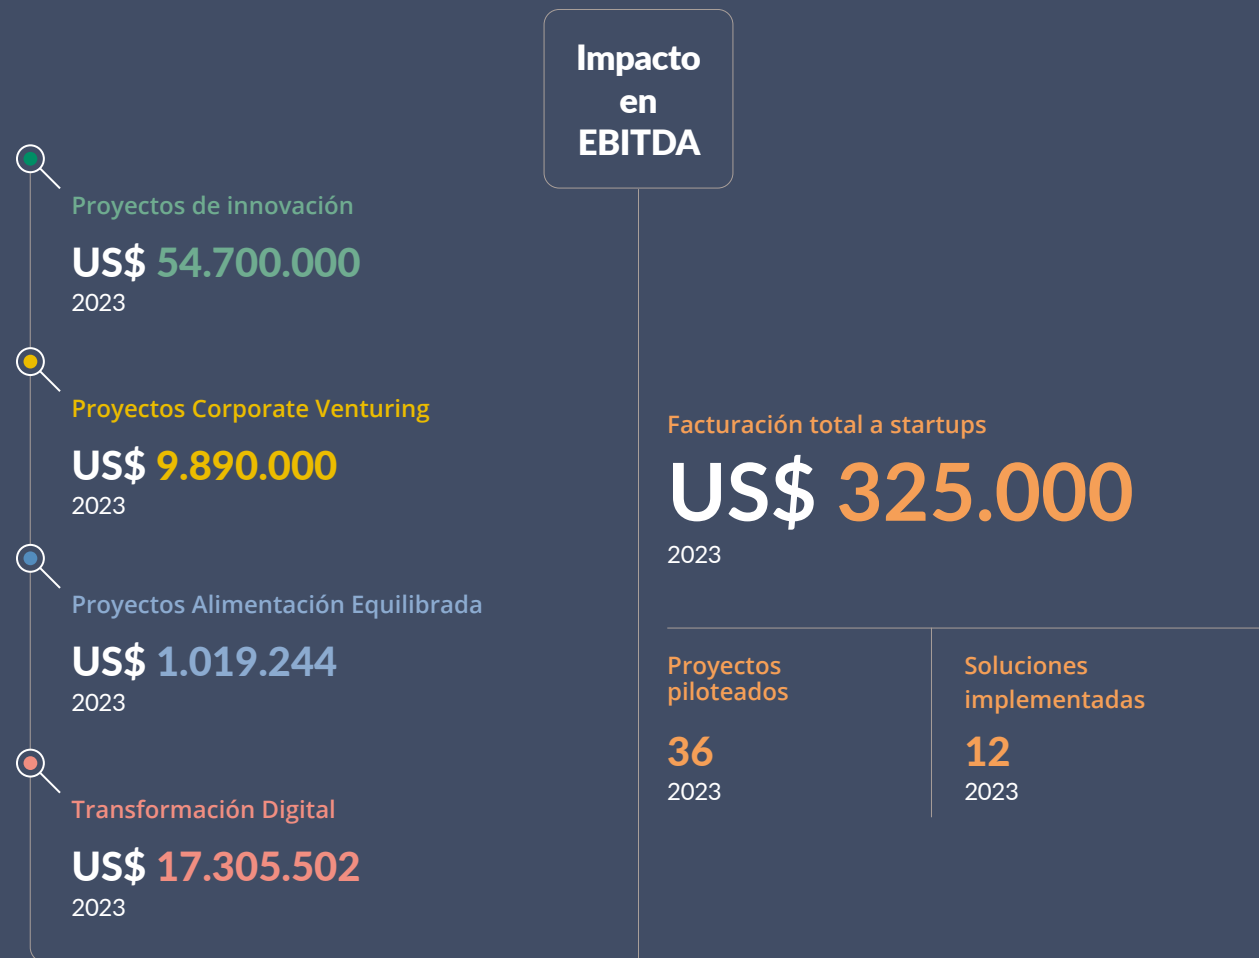 Impacto
en
EBITDA
Proyectos de innovación
US$ 54.700.000
2023
Proyectos Corporate Venturing
US$ 9.890.000
2023
Proyectos Alimentación Equilibrada
US$ 1.019.244
2023
Transformación Digital
US$ 17.305.502
2023
Facturación total a startups
US$ 325.000
2023
Proyectos
piloteados
36
2023
Soluciones
implementadas
12
2023